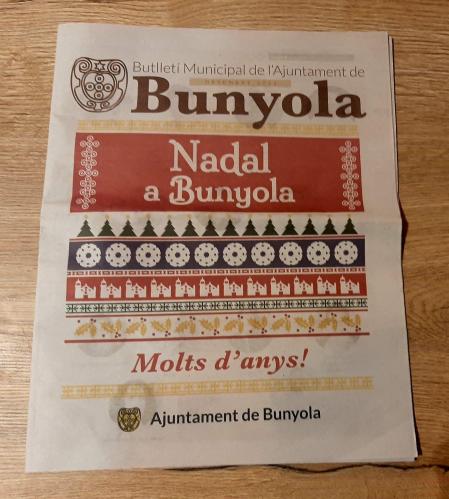 Butlletí Municipal de l'Ajuntament de
Bunyola
Nadal
a Bunyola
Molts d'anys!
Ajuntament de Bunyola